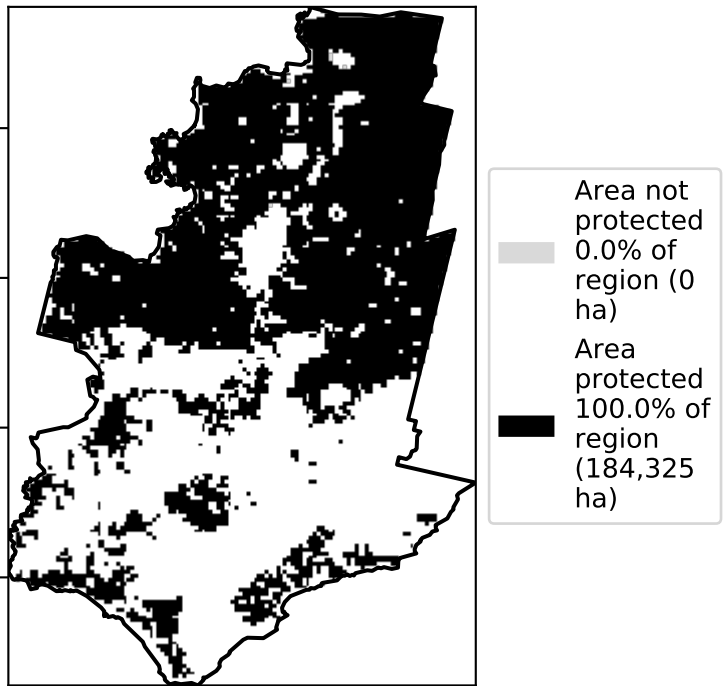 Area not
protected
0.0% of
region (0
ha)
Area
protected
100.0% of
region
(184,325
ha)